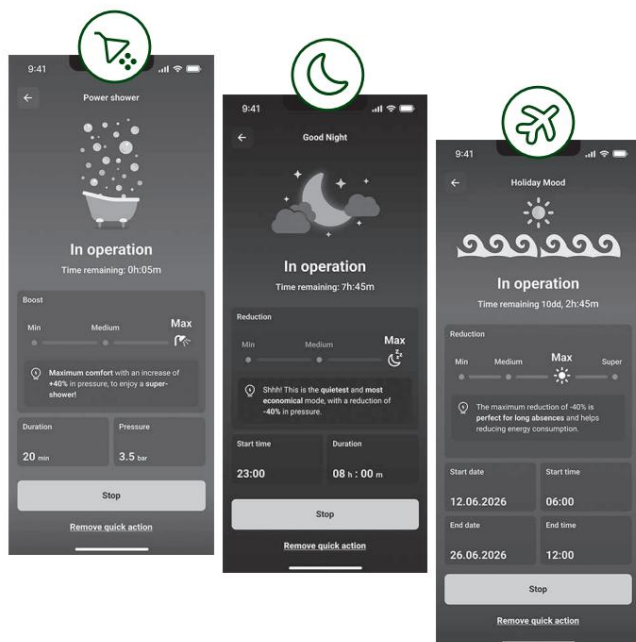 9:41
Power shower
In operation
Time remaining: 0h:05m
Boost
Min Medium Max
Maximum comfort with an increase of
+40% in pressure, to enjoy a super-
shower!
Duration Pressure
20 min 3.5 bar
Stop
Remove quick action
9:41
Good Night
In operation
Time remaining: 7h:45m
Reduction
Min Medium Max
Shhh! This is the quietest and most
economical mode, with a reduction of
-40% in pressure.
Start time Duration
23:00 08 h : 00 m
Stop
Remove quick action
9:41
Holiday Mood
In operation
Time remaining 10dd, 2h:45m
Reduction
Min Medium Max Super
The maximum reduction of -40% is
perfect for long absences and helps
reducing energy consumption.
Start date Start time
12.06.2026 06:00
End date End time
26.06.2026 12:00
Stop
Remove quick action